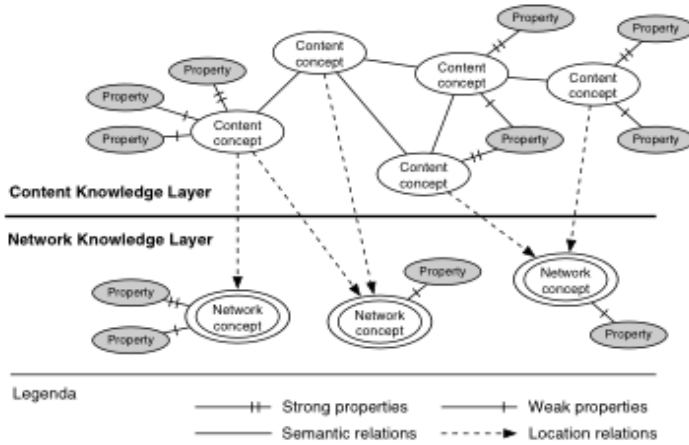 Property
Content
concept
Property
Property
Property
Property
Content
concept
Content
concept
Property
Content
concept
Property
Property
Content
concept
Content Knowledge Layer
Network Knowledge Layer
Property
Network
concept
Property
Network
concept
Property
Network
concept
Property
Property
Legenda
Strong properties
Weak properties
Semantic relations
Location relations